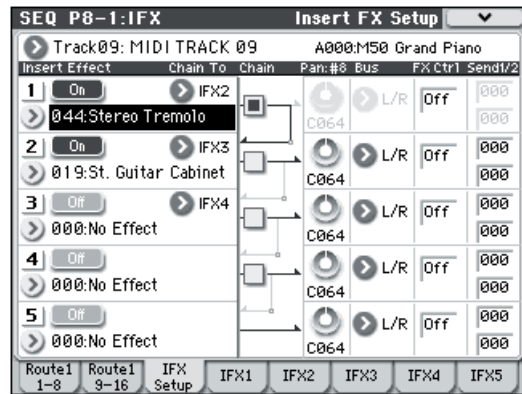 SEQ P8-1:IFX Insert FX Setup
Track09: MIDI TRACK 09 A000:M50 Grand Piano
Insert Effect Chain To Chain Pan:#8 Bus FX Ctrl Send1/2
1 On IFX2 L/R Off 000
044:Stereo Tremolo C064 000
2 On IFX3 L/R Off 000
019:St. Guitar Cabinet C064 000
3 Off IFX4 L/R Off 000
000:No Effect C064 000
4 Off L/R Off 000
000:No Effect C064 000
5 Off L/R Off 000
000:No Effect C064 000
Route1 1-8 Route1 9-16 IFX Setup IFX1 IFX2 IFX3 IFX4 IFX5